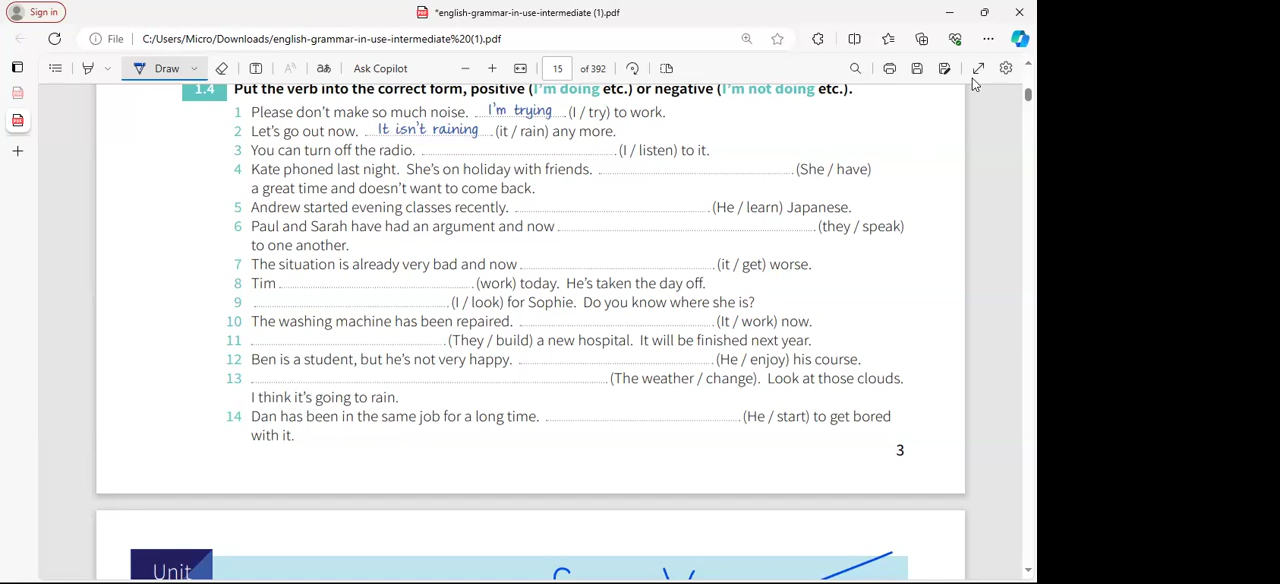 Sign in
*english-grammar-in-use-intermediate (1).pdf
File C:/Users/Micro/Downloads/english-grammar-in-use-intermediate%20(1).pdf
Draw
Ask Copilot
15 of 392
1.4 Put the verb into the correct form, positive (I'm doing etc.) or negative (I'm not doing etc.).
1 Please don't make so much noise. I'm trying (I / try) to work.
2 Let's go out now. It isn't raining (it / rain) any more.
3 You can turn off the radio. (I / listen) to it.
4 Kate phoned last night. She's on holiday with friends. (She / have)
a great time and doesn't want to come back.
5 Andrew started evening classes recently. (He / learn) Japanese.
6 Paul and Sarah have had an argument and now (they / speak)
to one another.
7 The situation is already very bad and now (it / get) worse.
8 Tim (work) today. He's taken the day off.
9 (I / look) for Sophie. Do you know where she is?
10 The washing machine has been repaired. (It / work) now.
11 (They / build) a new hospital. It will be finished next year.
12 Ben is a student, but he's not very happy. (He / enjoy) his course.
13 (The weather / change). Look at those clouds.
I think it's going to rain.
14 Dan has been in the same job for a long time. (He / start) to get bored
with it.
3
Unit